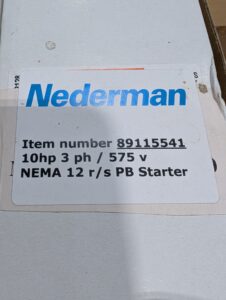 Nederman
Item number 89115541
10hp 3 ph / 575 v
NEMA 12 r/s PB Starter